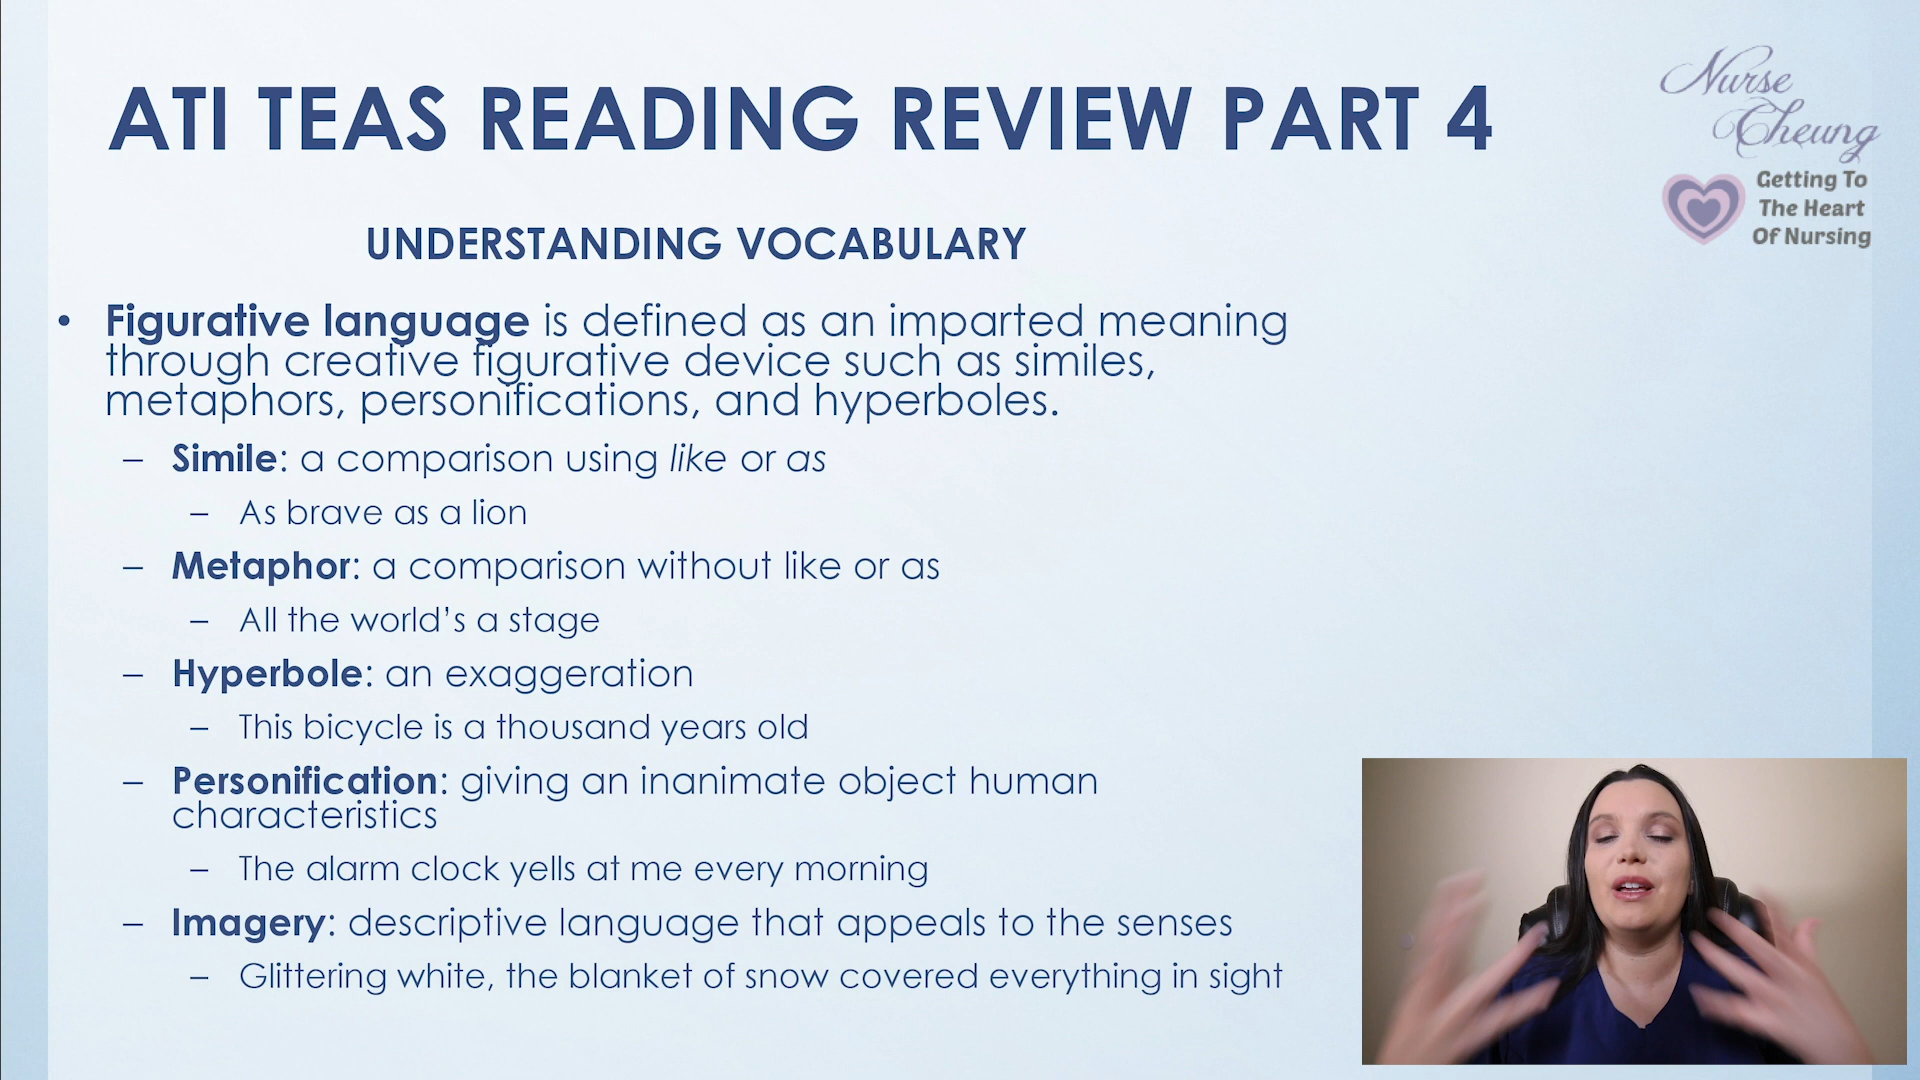 ATI TEAS READING REVIEW PART 4
Nurse
Cheung
Getting To
The Heart
Of Nursing
UNDERSTANDING VOCABULARY
• Figurative language is defined as an imparted meaning
through creative figurative device such as similes,
metaphors, personifications, and hyperboles.
– Simile: a comparison using like or as
– As brave as a lion
– Metaphor: a comparison without like or as
– All the world’s a stage
– Hyperbole: an exaggeration
– This bicycle is a thousand years old
– Personification: giving an inanimate object human
characteristics
– The alarm clock yells at me every morning
– Imagery: descriptive language that appeals to the senses
– Glittering white, the blanket of snow covered everything in sight